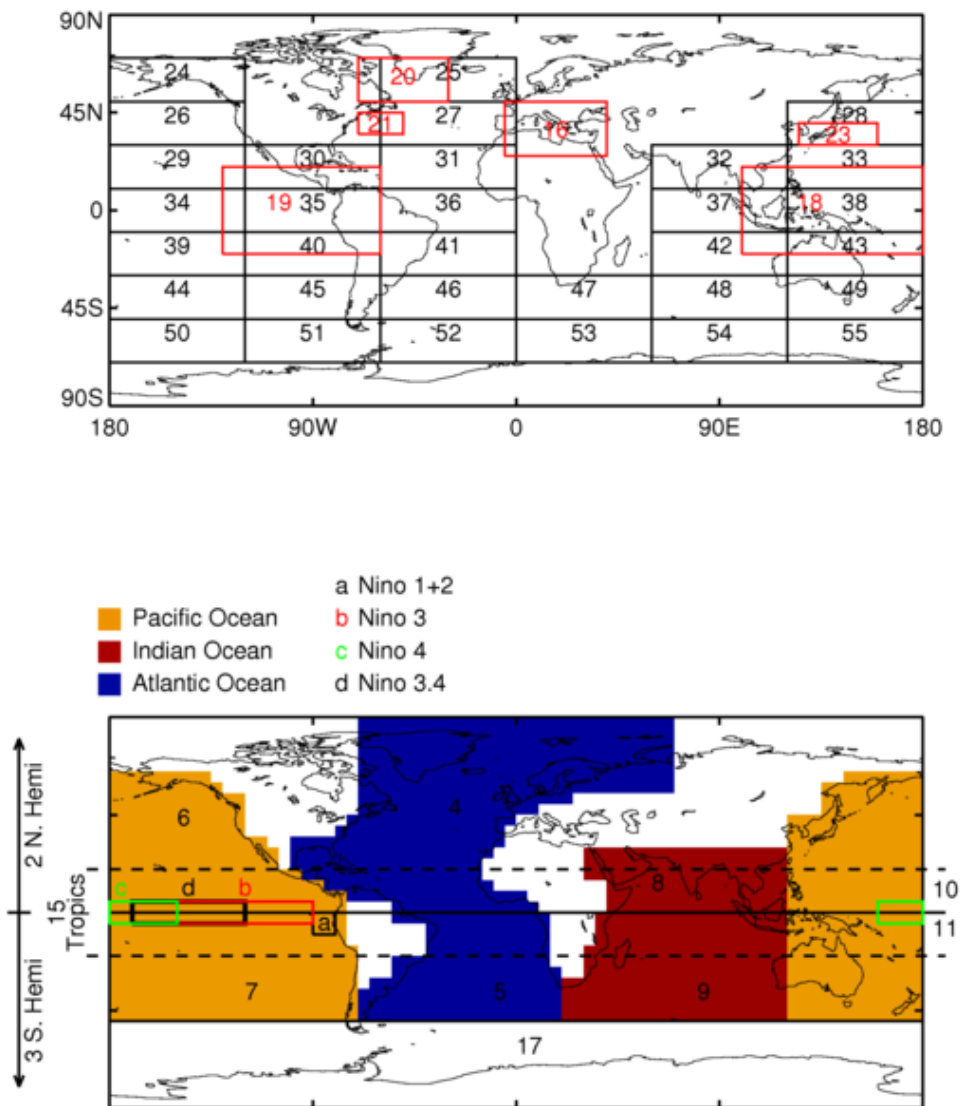 90N
24 20 25
45N 26 21 27 16 28 23
29 30 31 32 33
0 34 19 35 36 37 18 38
39 40 41 42 43
44 45 46 47 48 49
45S
50 51 52 53 54 55
90S
180 90W 0 90E 180
a Nino 1+2
Pacific Ocean b Nino 3
Indian Ocean c Nino 4
Atlantic Ocean d Nino 3.4
2 N. Hemi
6 4
15 Tropics
c d b 8 10
a 11
3 S. Hemi
7 5 9
17